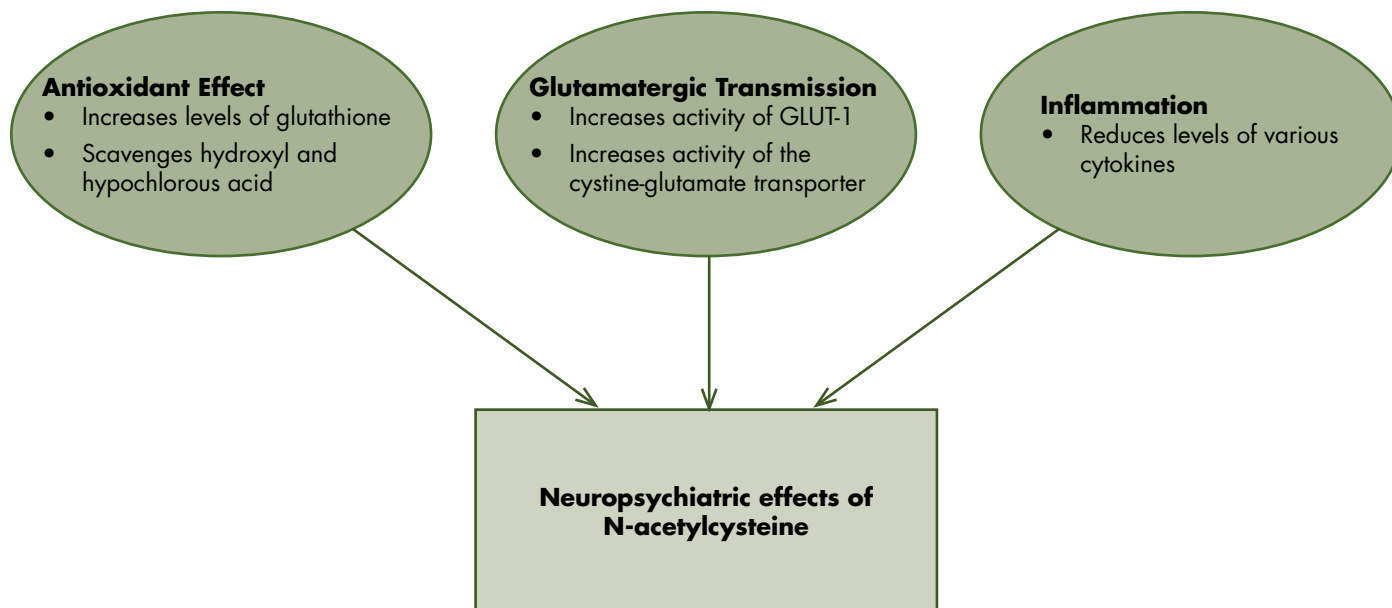 Antioxidant Effect
• Increases levels of glutathione
• Scavenges hydroxyl and
hypochlorous acid
Glutamatergic Transmission
• Increases activity of GLUT-1
• Increases activity of the
cystine-glutamate transporter
Inflammation
• Reduces levels of various
cytokines
Neuropsychiatric effects of
N-acetylcysteine